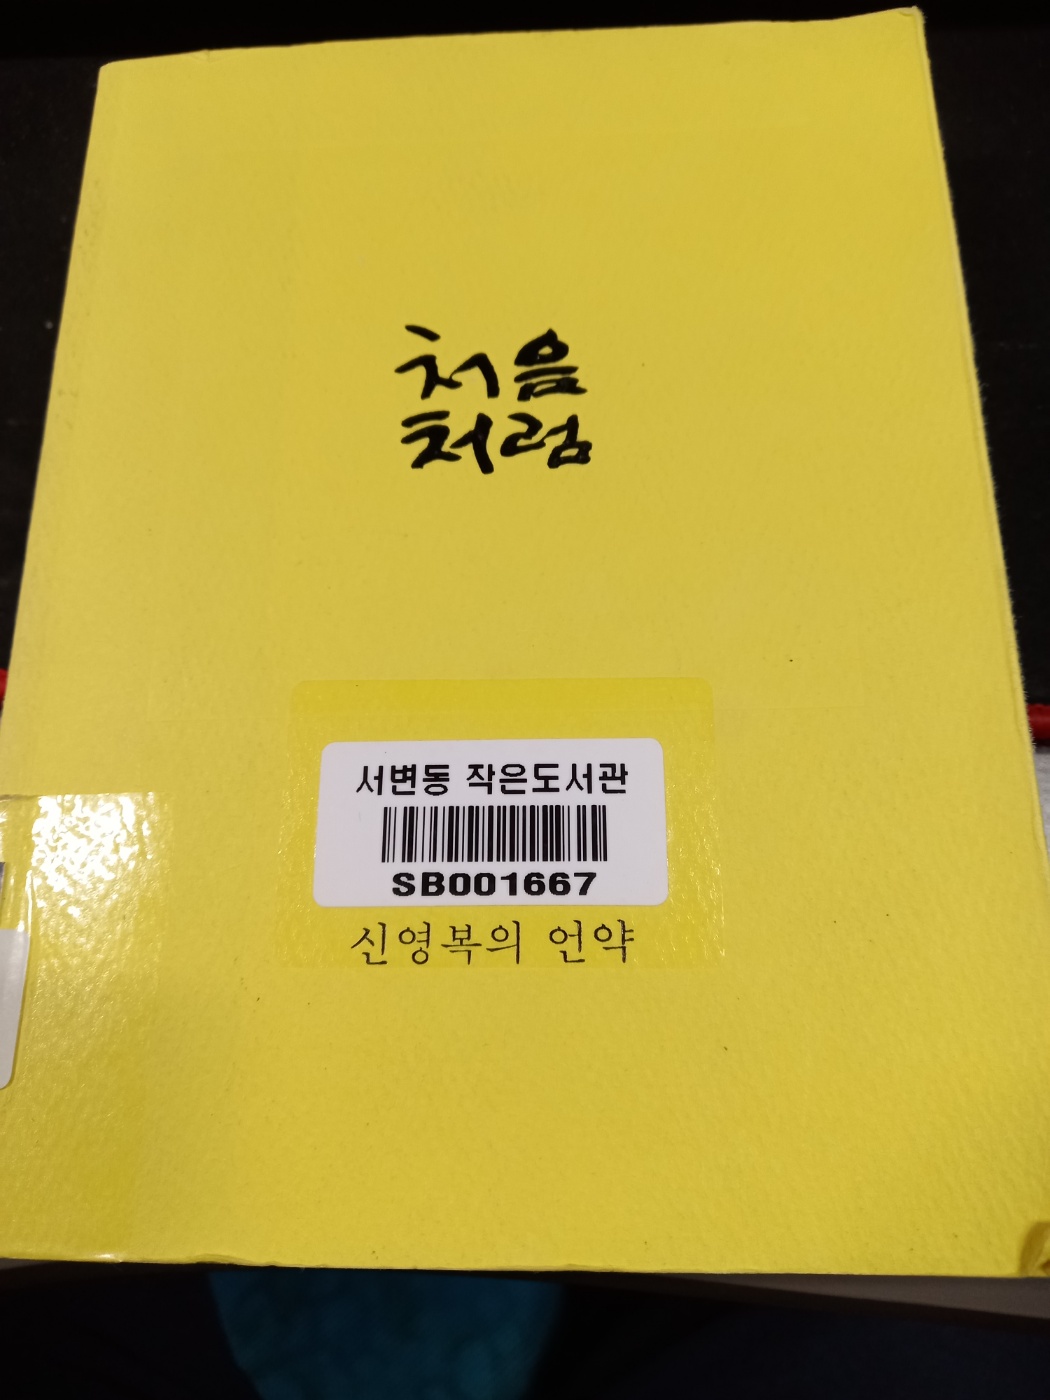 처음
처럼
서변동 작은도서관
SB001667
신영복의 언약